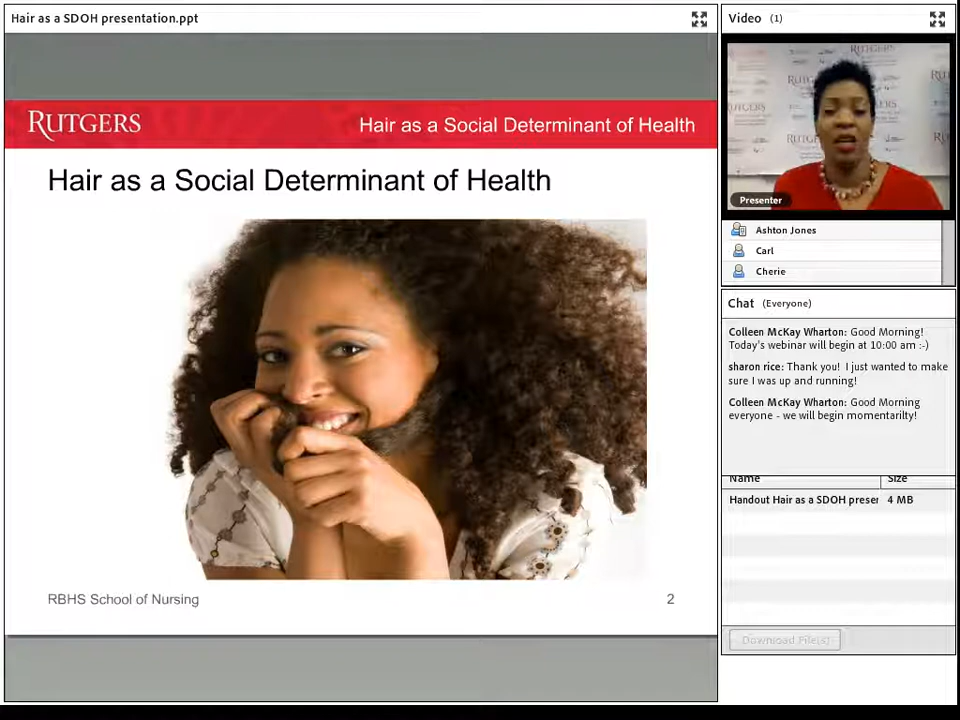 Hair as a SDOH presentation.ppt
RUTGERS
Hair as a Social Determinant of Health
Hair as a Social Determinant of Health
RBHS School of Nursing
2
Video (1)
RUTGERS
RUTGERS
Presenter
Ashton Jones
Carl
Cherie
Chat (Everyone)
Colleen McKay Wharton: Good Morning!
Today's webinar will begin at 10:00 am :-)
sharon rice: Thank you! I just wanted to make
sure I was up and running!
Colleen McKay Wharton: Good Morning
everyone - we will begin momentarilty!
Name Size
Handout Hair as a SDOH preser 4 MB
Download File(s)